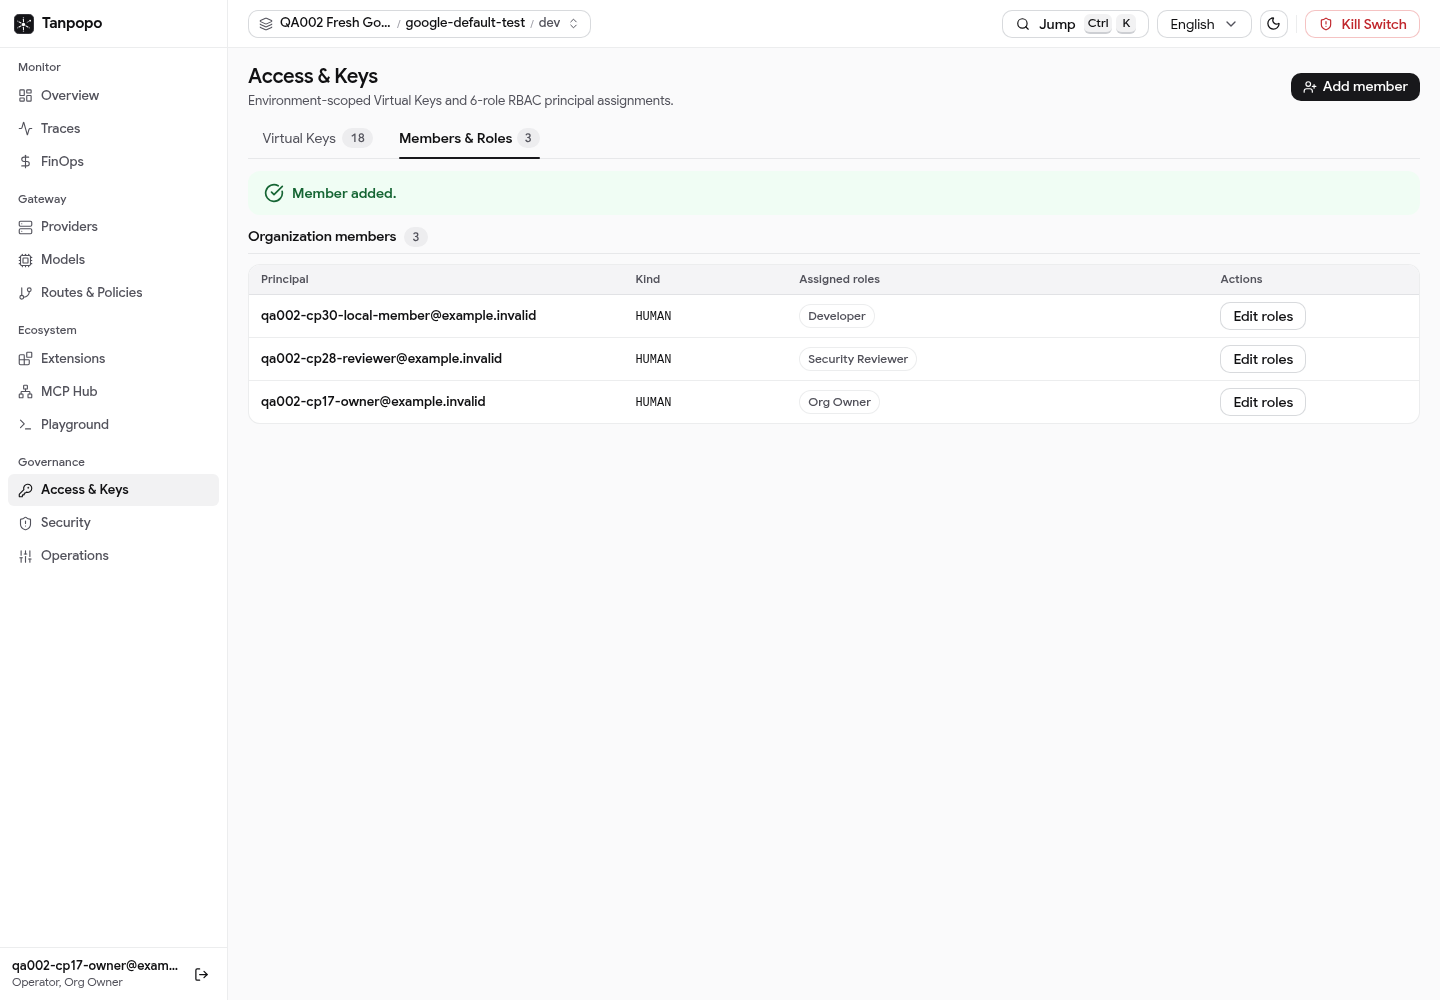 Tanpopo
QA002 Fresh Go... / google-default-test / dev
Jump Ctrl K
English
Kill Switch
Monitor
Overview
Traces
FinOps
Gateway
Providers
Models
Routes & Policies
Ecosystem
Extensions
MCP Hub
Playground
Governance
Access & Keys
Security
Operations
qa002-cp17-owner@exam...
Operator, Org Owner
Access & Keys
Environment-scoped Virtual Keys and 6-role RBAC principal assignments.
Add member
Virtual Keys 18
Members & Roles 3
Member added.
Organization members 3
Principal Kind Assigned roles Actions
qa002-cp30-local-member@example.invalid HUMAN Developer Edit roles
qa002-cp28-reviewer@example.invalid HUMAN Security Reviewer Edit roles
qa002-cp17-owner@example.invalid HUMAN Org Owner Edit roles